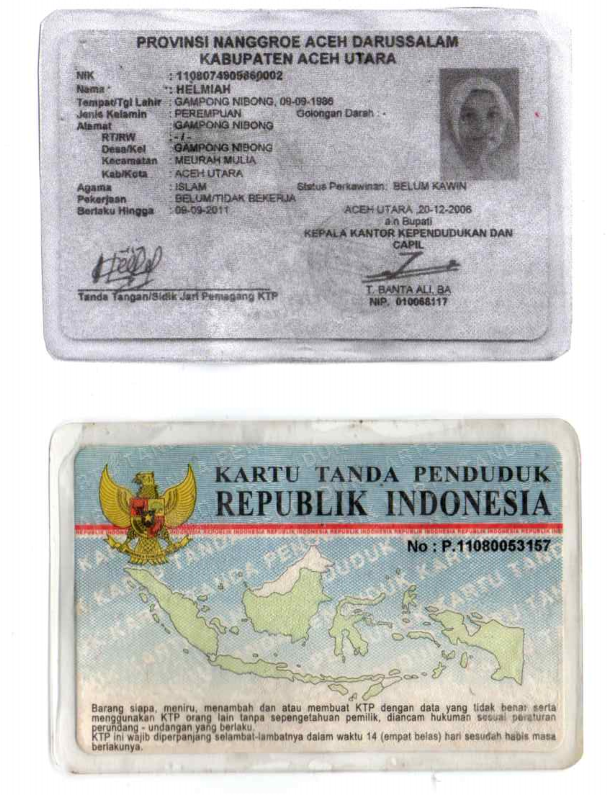 PROVINSI NANGGROE ACEH DARUSSALAM
KABUPATEN ACEH UTARA
NIK :
Nama : HELMIAH
Tempat/Tgl Lahir : GAMPONG NIBONG, 09-09-1986
Jenis Kelamin : PEREMPUAN Golongan Darah : -
Alamat : GAMPONG NIBONG
RT/RW : - / -
Desa/Kel : GAMPONG NIBONG
Kecamatan : MEURAH MULIA
Kab/Kota : ACEH UTARA
Agama : ISLAM Status Perkawinan : BELUM KAWIN
Pekerjaan : BELUM/TIDAK BEKERJA
Berlaku Hingga : 09-09-2011 ACEH UTARA ,20-12-2006
a/n Bupati
KEPALA KANTOR KEPENDUDUKAN DAN
CAPIL
Tanda Tangan/Sidik Jari Pemegang KTP
T. BANTA ALI, BA
NIP. 010068117
KARTU TANDA PENDUDUK
REPUBLIK INDONESIA
No : P.11080053157
Barang siapa, meniru, menambah dan atau membuat KTP dengan data yang tidak benar serta
menggunakan KTP orang lain tanpa sepengetahuan pemilik, diancam hukuman sesuai peraturan
perundang - undangan yang berlaku.
KTP ini wajib diperpanjang selambat-lambatnya dalam waktu 14 (empat belas) hari sesudah habis masa
berlakunya.